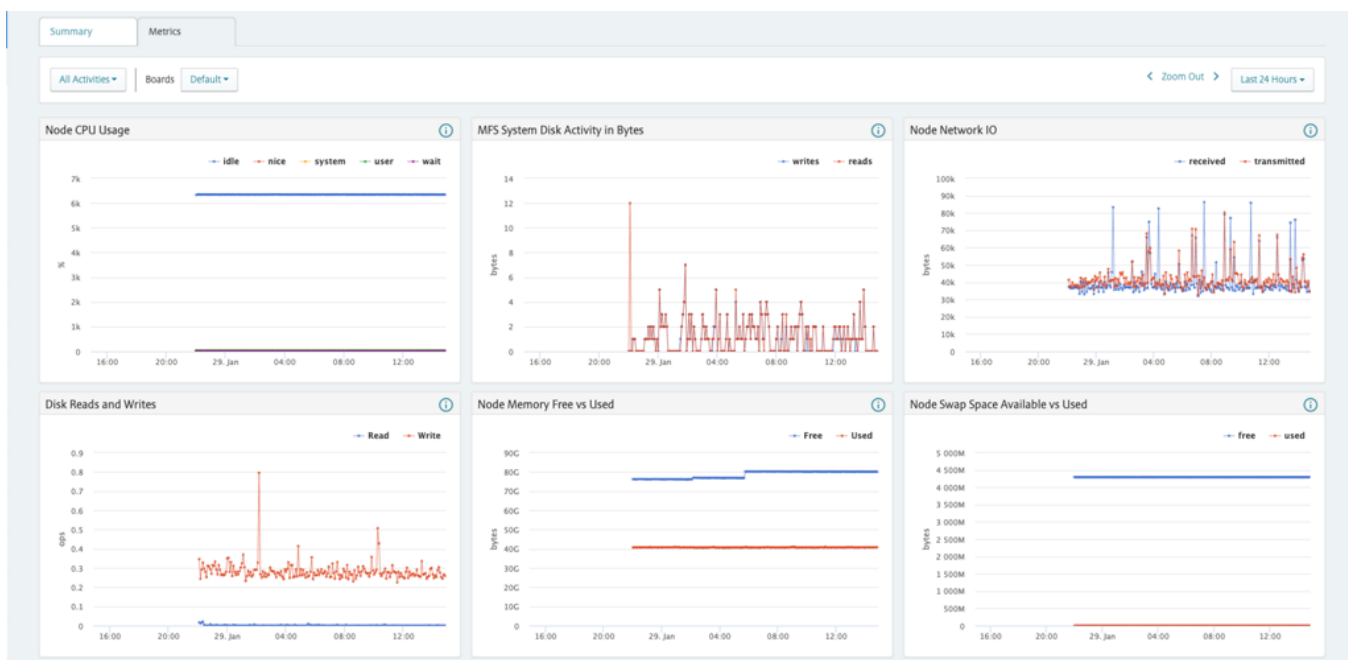 Summary Metrics
All Activities Boards Default Zoom Out Last 24 Hours
Node CPU Usage
idle nice system user wait
7k
6k
5k
4k
3k
2k
1k
0
%
16:00 20:00 29. Jan 04:00 08:00 12:00
MFS System Disk Activity in Bytes
writes reads
14
12
10
8
6
4
2
0
bytes
16:00 20:00 29. Jan 04:00 08:00 12:00
Node Network IO
received transmitted
100k
90k
80k
70k
60k
50k
40k
30k
20k
10k
0
bytes
16:00 20:00 29. Jan 04:00 08:00 12:00
Disk Reads and Writes
Read Write
0.9
0.8
0.7
0.6
0.5
0.4
0.3
0.2
0.1
0
ops
16:00 20:00 29. Jan 04:00 08:00 12:00
Node Memory Free vs Used
Free Used
90G
80G
70G
60G
50G
40G
30G
20G
10G
0
bytes
16:00 20:00 29. Jan 04:00 08:00 12:00
Node Swap Space Available vs Used
free used
5 000M
4 500M
4 000M
3 500M
3 000M
2 500M
2 000M
1 500M
1 000M
500M
0
bytes
16:00 20:00 29. Jan 04:00 08:00 12:00